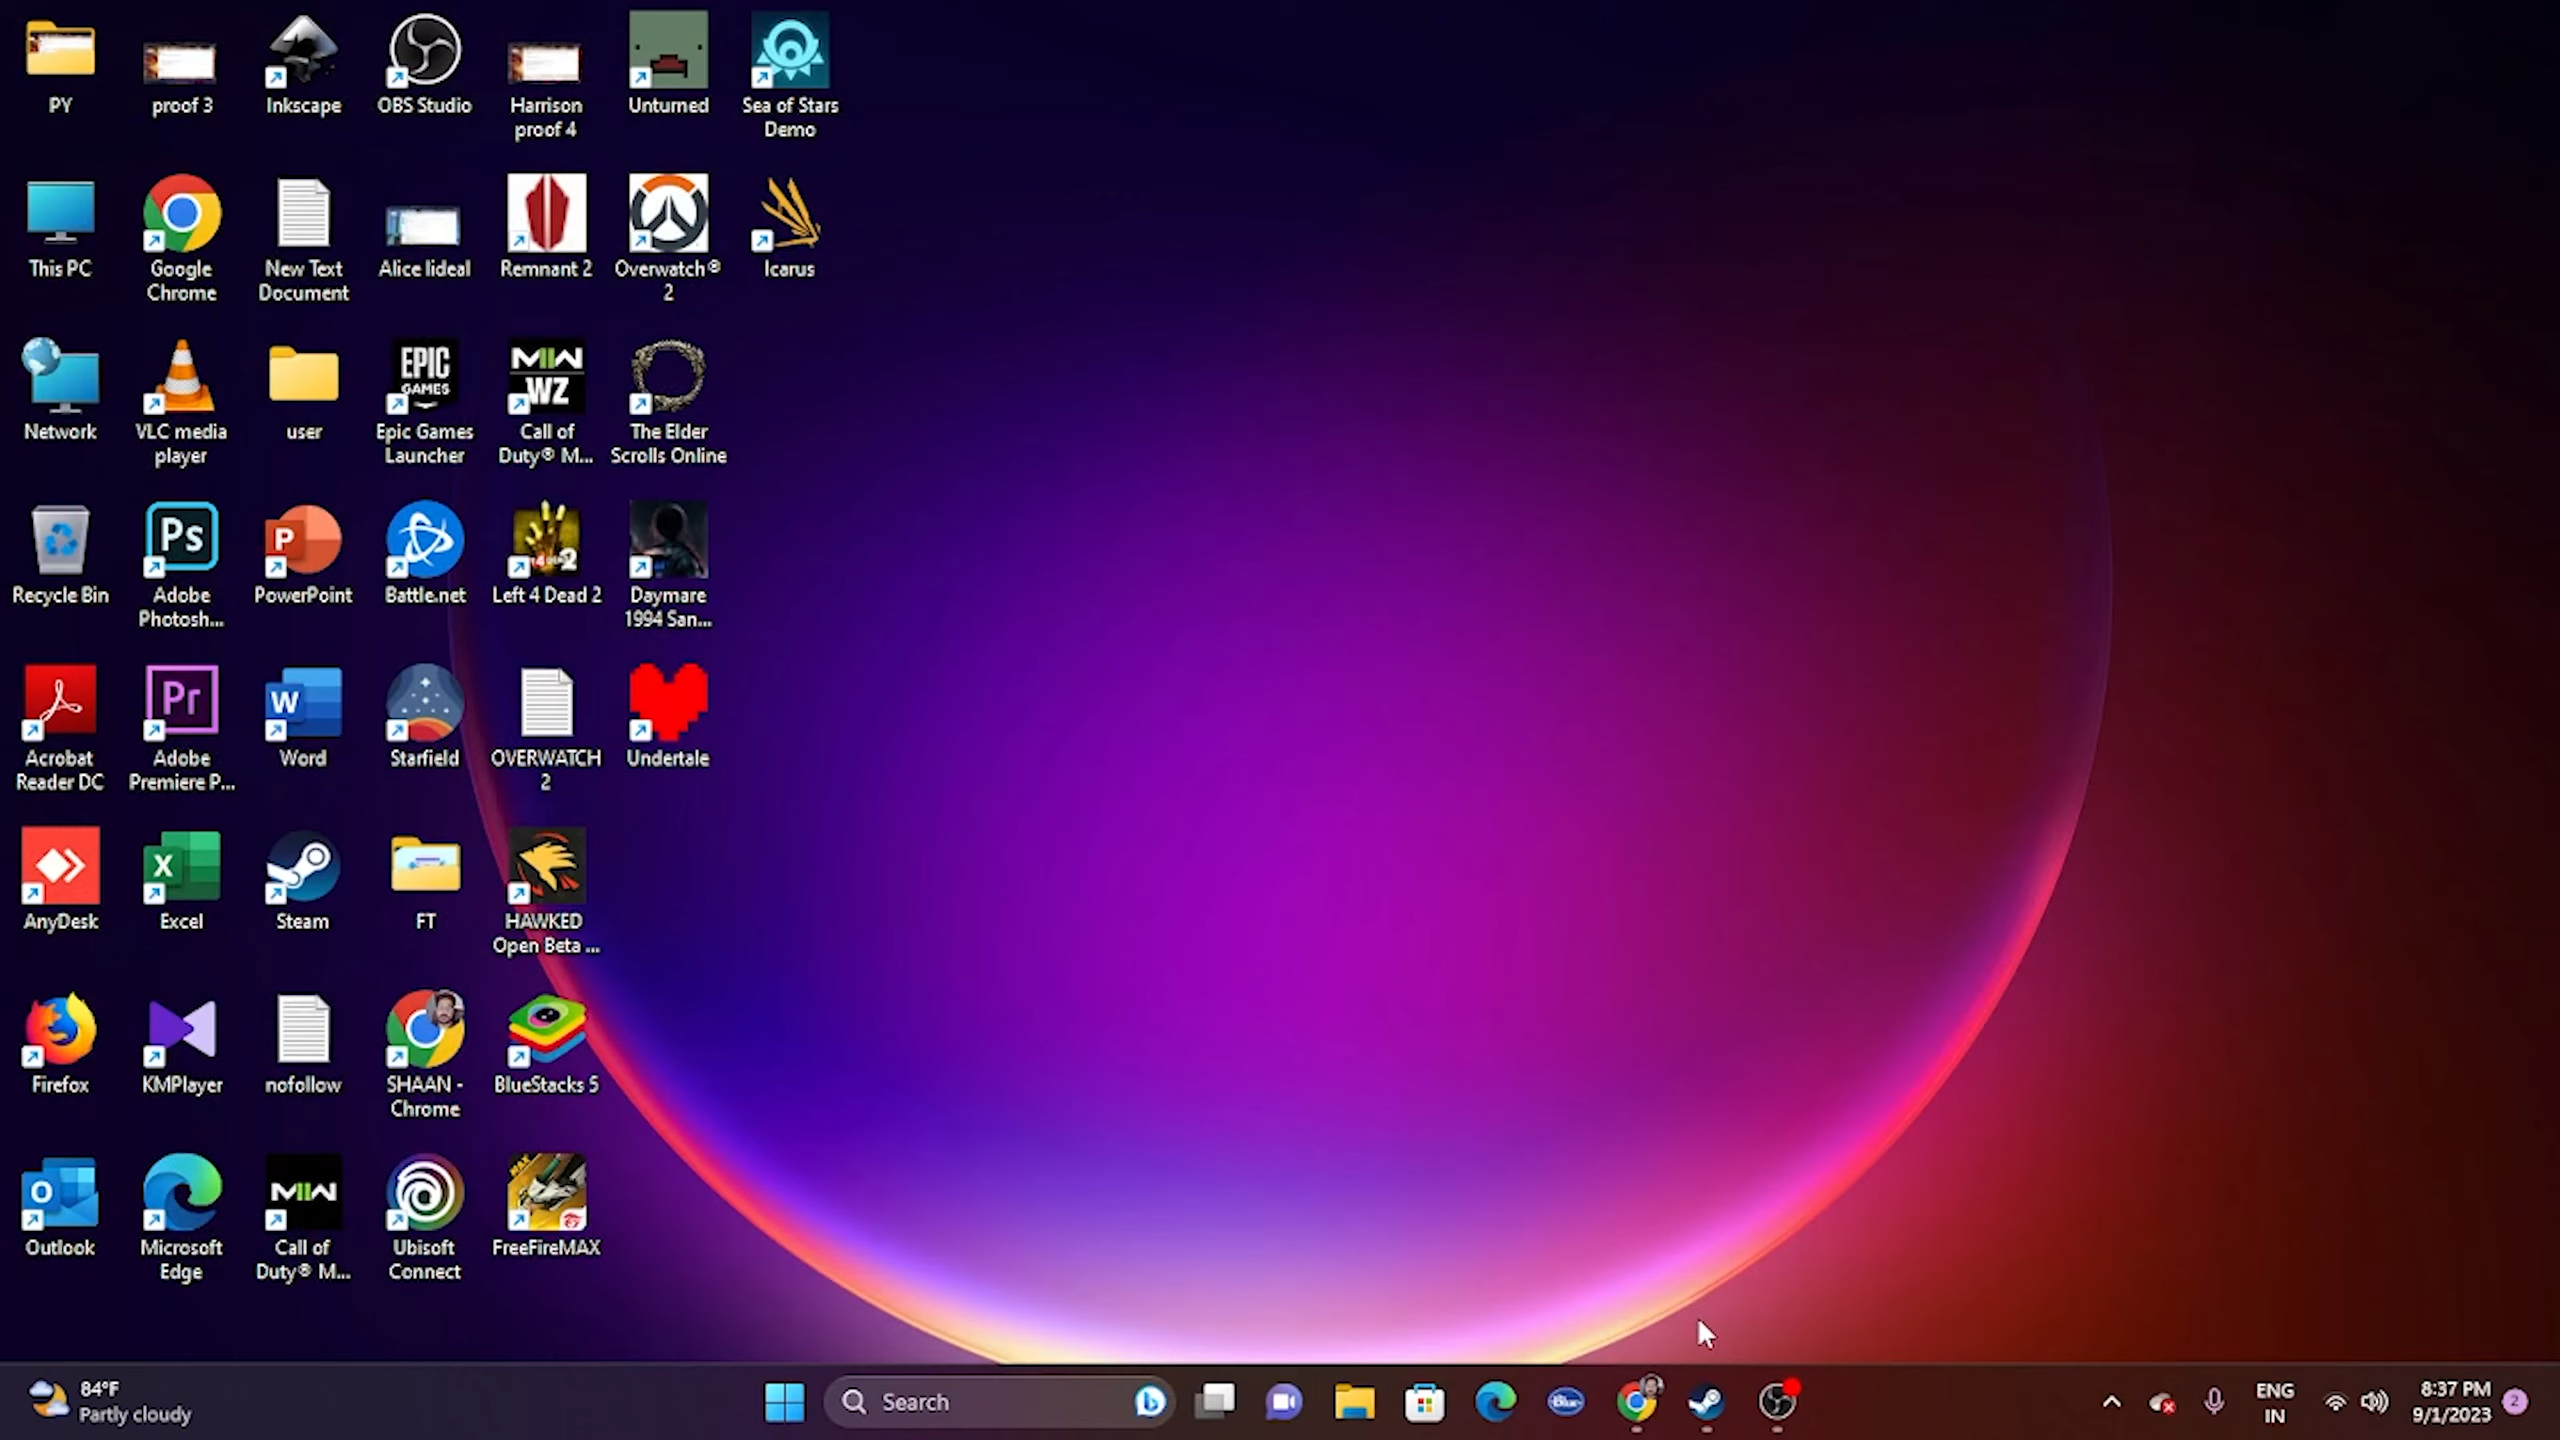 PY
proof 3
Inkscape
OBS Studio
Harrison
proof 4
Unturned
Sea of Stars
Demo
This PC
Google
Chrome
New Text
Document
Alice lideal
Remnant 2
Overwatch®
2
Icarus
Network
VLC media
player
user
EPIC
GAMES
Epic Games
Launcher
MW
WZ
Call of
Duty® M...
The Elder
Scrolls Online
Recycle Bin
Ps
Adobe
Photosh...
P
PowerPoint
Battle.net
Left 4 Dead 2
Daymare
1994 San...
Acrobat
Reader DC
Pr
Adobe
Premiere P...
W
Word
Starfield
OVERWATCH
2
Undertale
AnyDesk
X
Excel
Steam
FT
HAWKED
Open Beta ...
Firefox
KMPlayer
nofollow
SHAAN -
Chrome
BlueStacks 5
O
Outlook
Microsoft
Edge
MW
Call of
Duty® M...
Ubisoft
Connect
MAX
FreeFireMAX
84°F
Partly cloudy
Search
Blue
ENG
IN
8:37 PM
9/1/2023
2